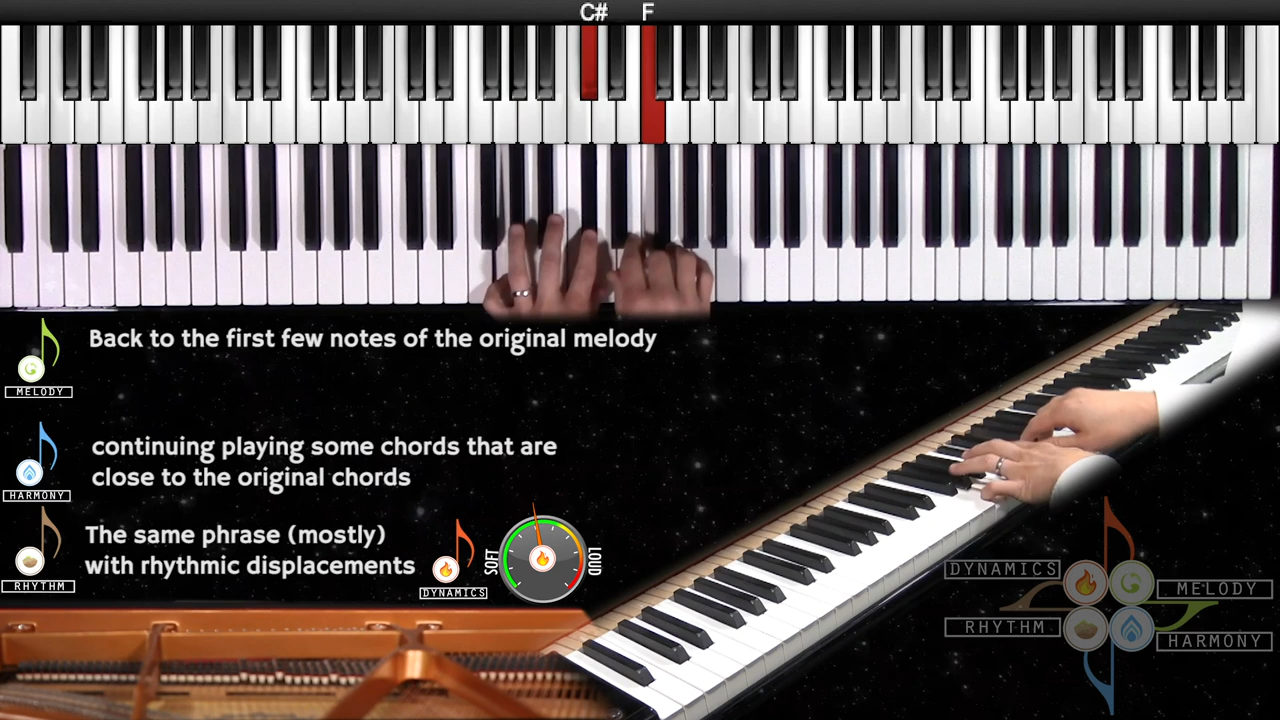 C# F
Back to the first few notes of the original melody
MELODY
continuing playing some chords that are
close to the original chords
HARMONY
The same phrase (mostly)
with rhythmic displacements
RHYTHM
SOFT
LOUD
DYNAMICS
DYNAMICS
MELODY
RHYTHM
HARMONY